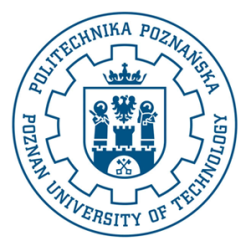 POLITECHNIKA POZNAŃSKA
POZNAN UNIVERSITY OF TECHNOLOGY